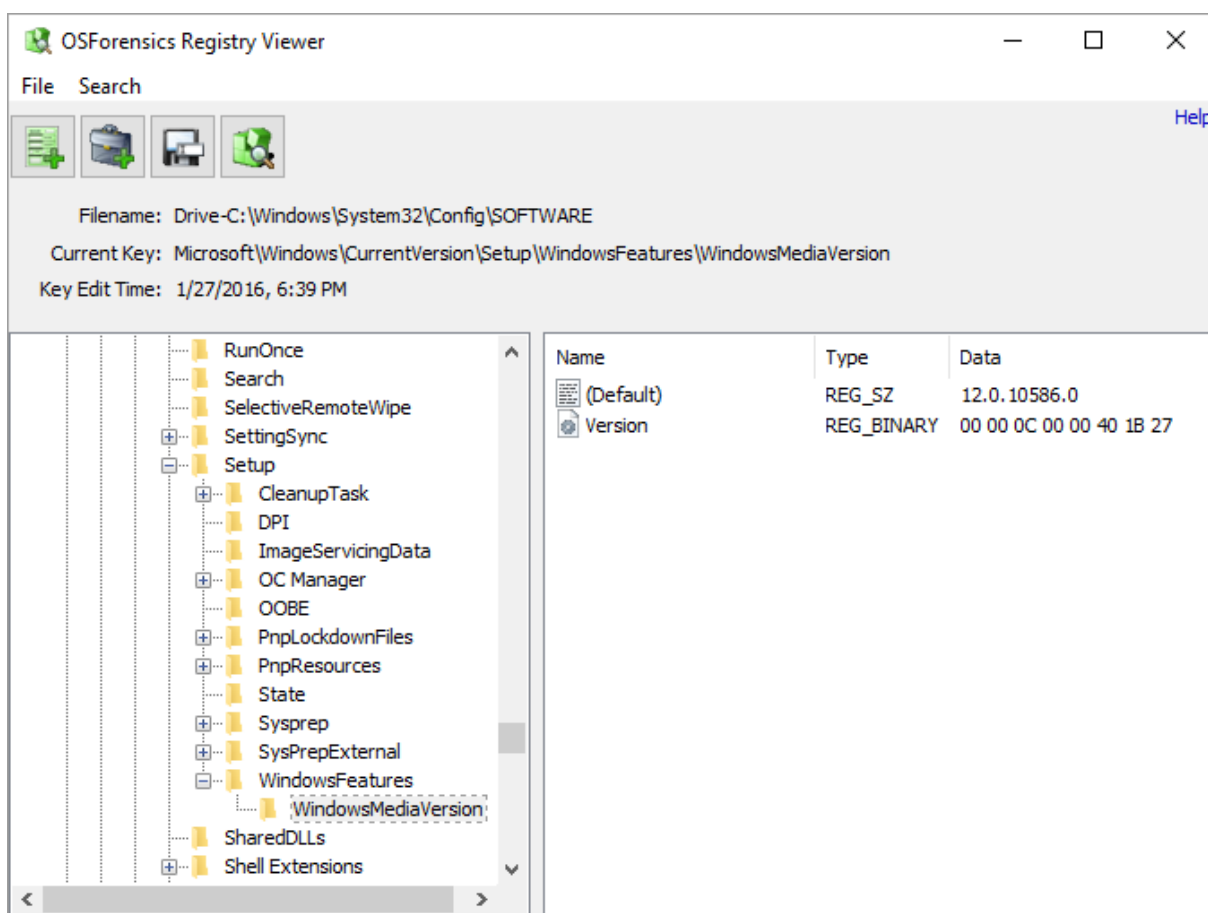 OSForensics Registry Viewer
File Search
Help
Filename: Drive-C:\Windows\System32\Config\SOFTWARE
Current Key: Microsoft\Windows\CurrentVersion\Setup\WindowsFeatures\WindowsMediaVersion
Key Edit Time: 1/27/2016, 6:39 PM
RunOnce
Search
SelectiveRemoteWipe
SettingSync
Setup
CleanupTask
DPI
ImageServicingData
OC Manager
OOBE
PnpLockdownFiles
PnpResources
State
Sysprep
SysPrepExternal
WindowsFeatures
WindowsMediaVersion
SharedDLLs
Shell Extensions
Name Type Data
(Default) REG_SZ 12.0.10586.0
Version REG_BINARY 00 00 0C 00 00 40 1B 27